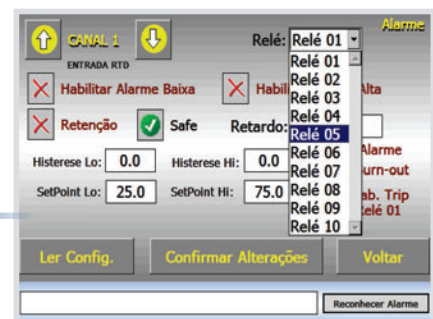 Alarme
CANAL 1
Relé: Relé 01
ENTRADA RTD
Relé 01
Relé 02
Relé 03
Relé 04
Relé 05
Relé 06
Relé 07
Relé 08
Relé 09
Relé 10
Habilitar Alarme Baixa
Habili
Alta
Retenção
Safe
Retardo:
Histerese Lo: 0.0
Histerese Hi: 0.0
Alarme
urn-out
SetPoint Lo: 25.0
SetPoint Hi: 75.0
ab. Trip
elé 01
Ler Config.
Confirmar Alterações
Voltar
Reconhecer Alarme